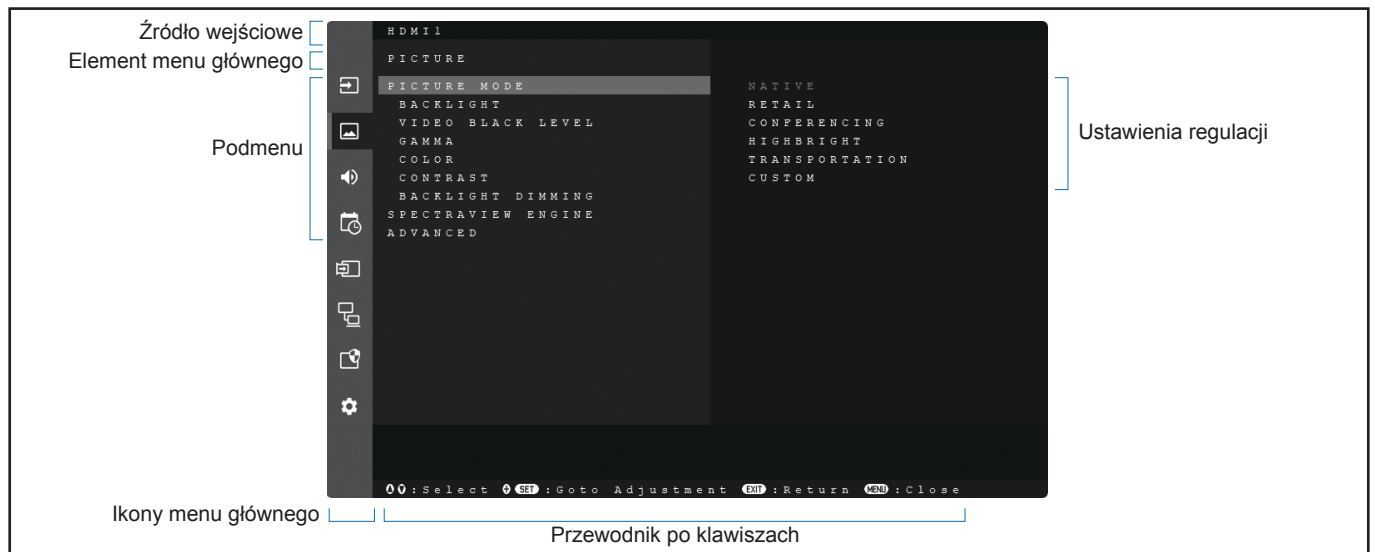 Źródło wejściowe
HDMI1
Element menu głównego
PICTURE
Podmenu
PICTURE MODE
BACKLIGHT
VIDEO BLACK LEVEL
GAMMA
COLOR
CONTRAST
BACKLIGHT DIMMING
SPECTRAVIEW ENGINE
ADVANCED
NATIVE
RETAIL
CONFERENCING
HIGHBRIGHT
TRANSPORTATION
CUSTOM
Ustawienia regulacji
:Select SET:Goto Adjustment EXIT:Return MENU:Close
Ikony menu głównego
Przewodnik po klawiszach